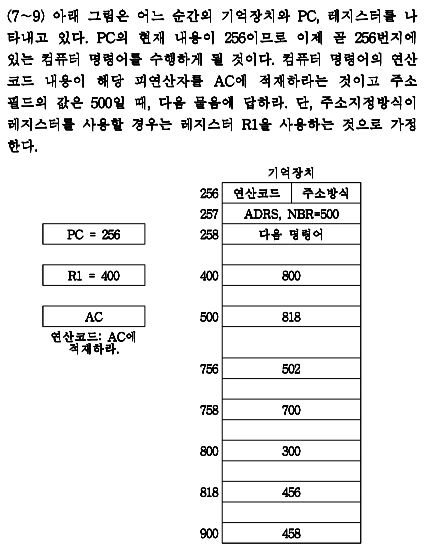 (7~9) 아래 그림은 어느 순간의 기억장치와 PC, 레지스터를 나
타내고 있다. PC의 현재 내용이 256이므로 이제 곧 256번지에
있는 컴퓨터 명령어를 수행하게 될 것이다. 컴퓨터 명령어의 연산
코드 내용이 해당 피연산자를 AC에 적재하라는 것이고 주소
필드의 값은 500일 때, 다음 물음에 답하라. 단, 주소지정방식이
레지스터를 사용할 경우는 레지스터 R1을 사용하는 것으로 가정
한다.
기억장치
256 연산코드 주소방식
257 ADRS, NBR=500
PC = 256
258 다음 명령어
R1 = 400
400 800
AC
500 818
연산코드: AC에
적재하라.
756 502
758 700
800 300
818 456
900 458